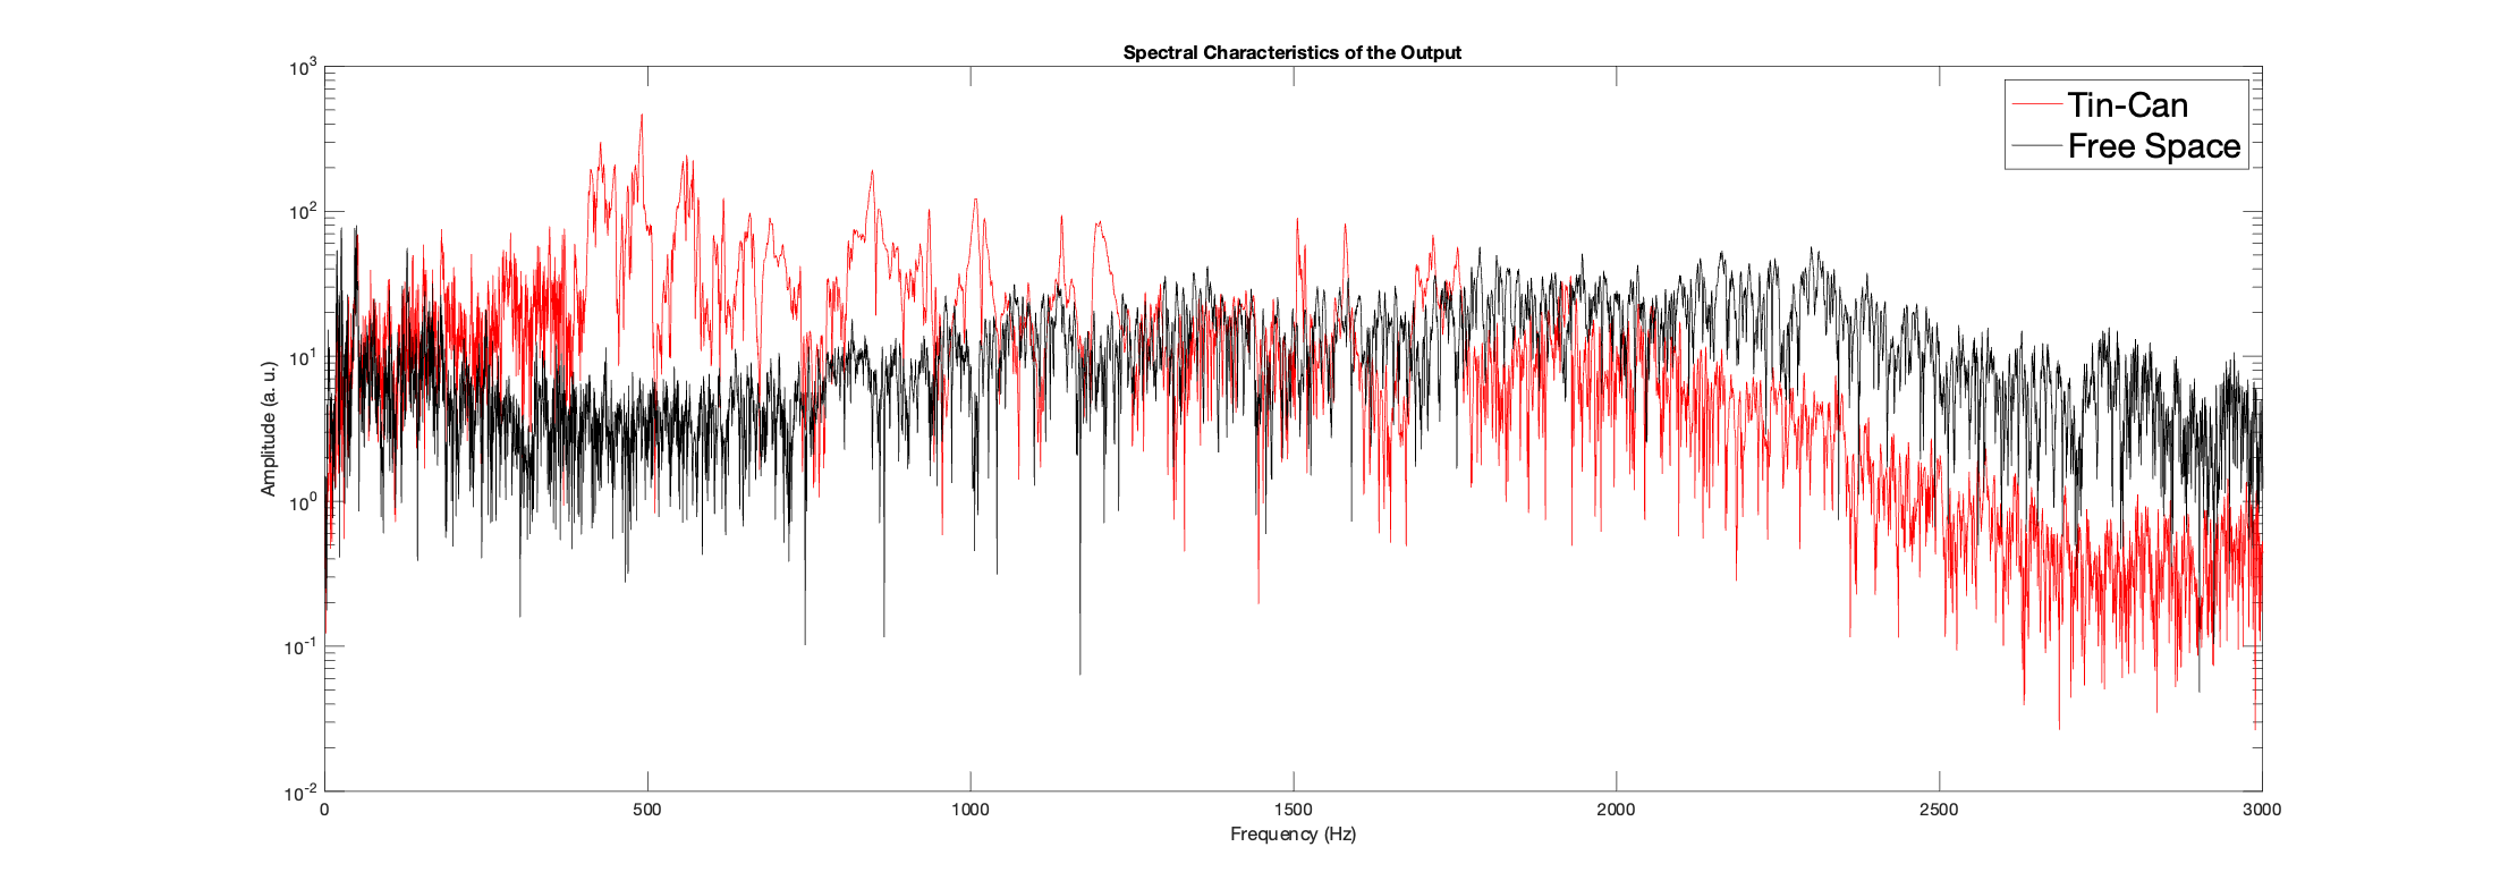 Spectral Characteristics of the Output
10^3
10^2
10^1
10^0
10^-1
10^-2
Amplitude (a. u.)
Tin-Can
Free Space
0 500 1000 1500 2000 2500 3000
Frequency (Hz)